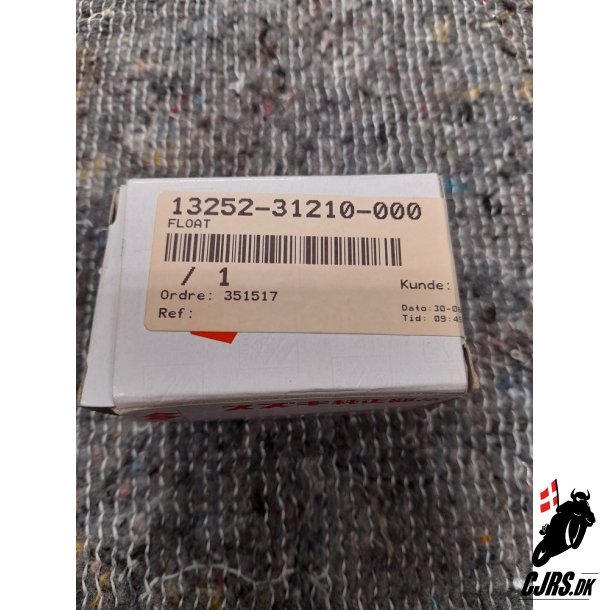 13252-31210-000
FLOAT
/ 1
Kunde:
Ordre: 351517
Ref:
Dato:30-0
Tid: 09:4
CJRS.DK